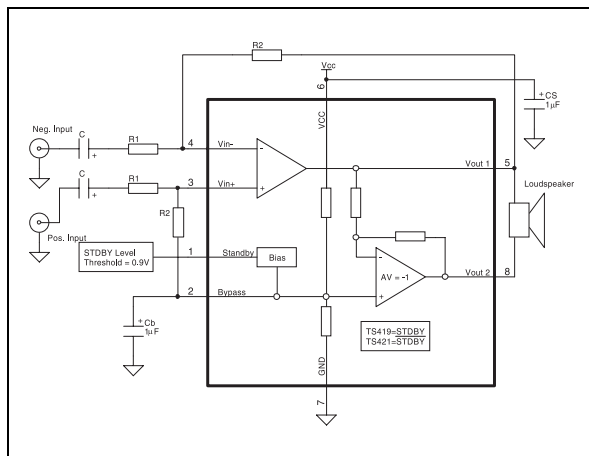 R2
Vcc
6
+ CS
1µF
VCC
Neg. Input
C
+
R1
4
Vin-
-
Vout 1
5
Loudspeaker
C
+
R1
3
Vin+
+
R2
Pos. Input
STDBY Level
Threshold = 0.9V
1
Standby
Bias
-
AV = -1
+
Vout 2
8
2
Bypass
+ Cb
1µF
TS419=STDBY
TS421=S̅T̅D̅B̅Y̅
GND
7